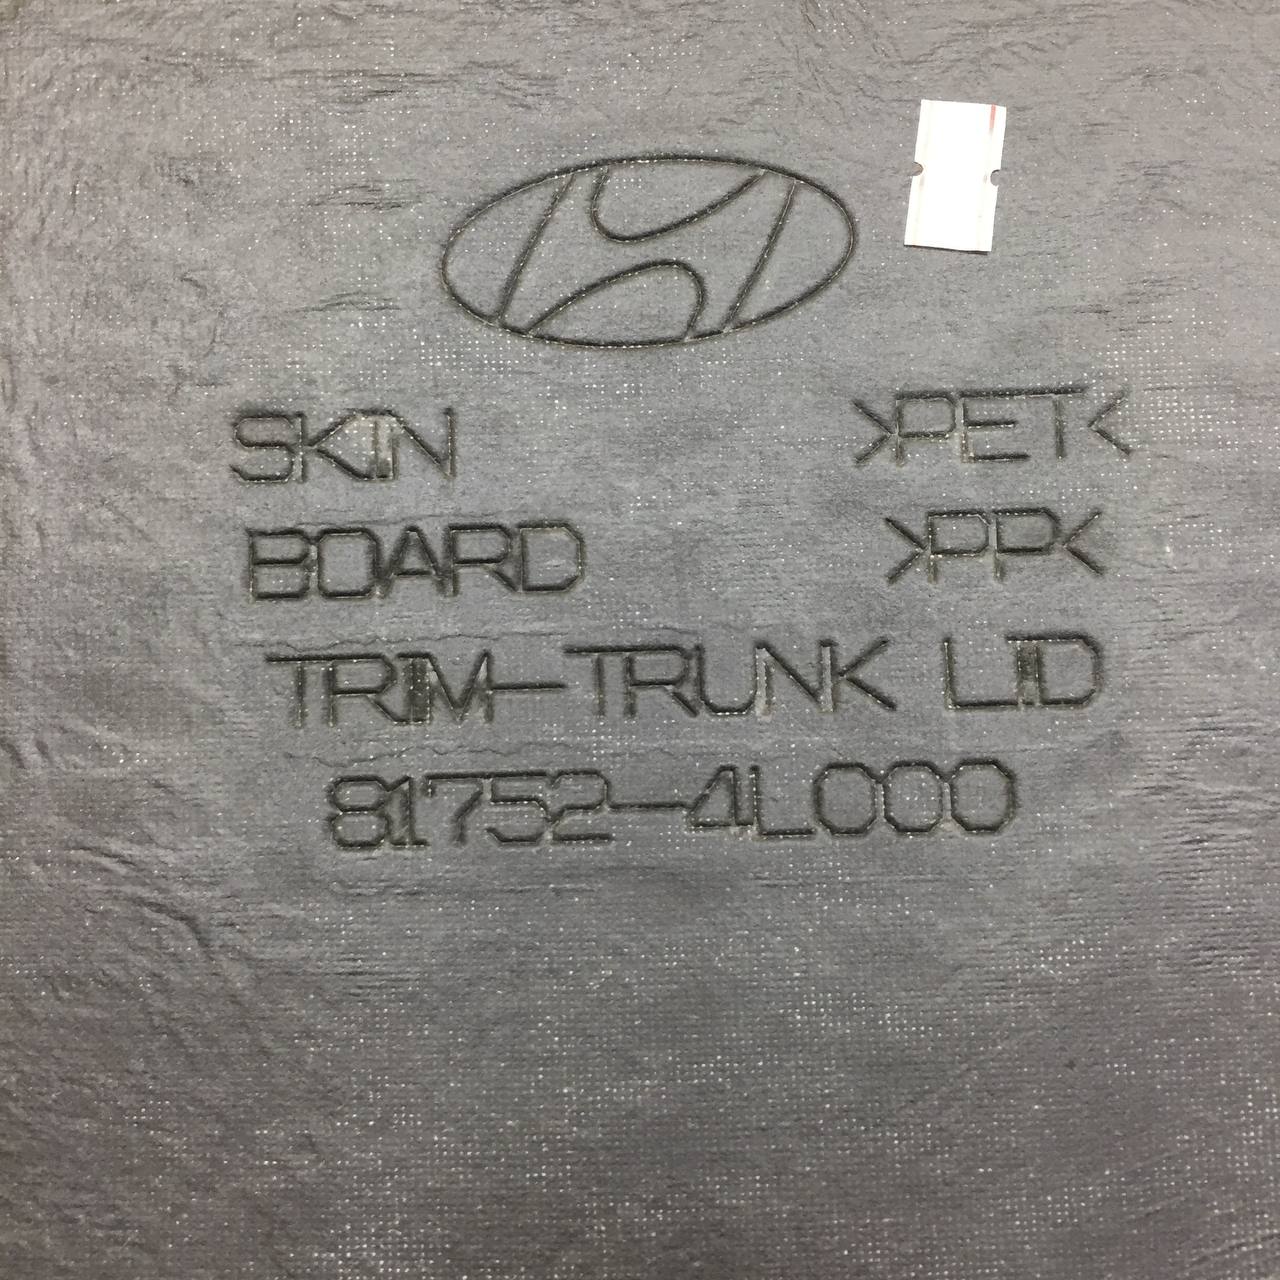 SKIN >PET<
BOARD >PP<
TRIM-TRUNK LID
81752-4L000